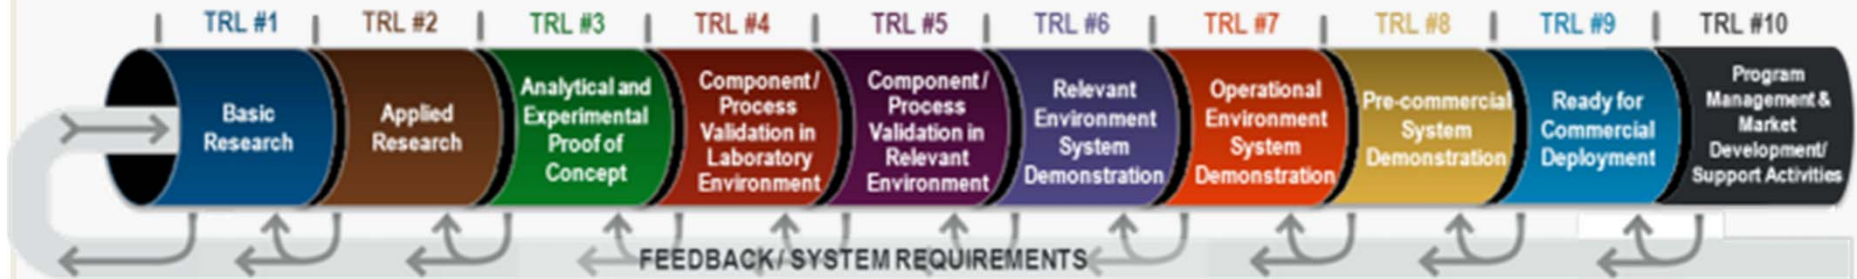 TRL #1
TRL #2
TRL #3
TRL #4
TRL #5
TRL #6
TRL #7
TRL #8
TRL #9
TRL #10
Basic
Research
Applied
Research
Analytical and
Experimental
Proof of
Concept
Component /
Process
Validation in
Laboratory
Environment
Component /
Process
Validation in
Relevant
Environment
Relevant
Environment
System
Demonstration
Operational
Environment
System
Demonstration
Pre-commercial
System
Demonstration
Ready for
Commercial
Deployment
Program
Management &
Market
Development/
Support Activities
FEEDBACK / SYSTEM REQUIREMENTS